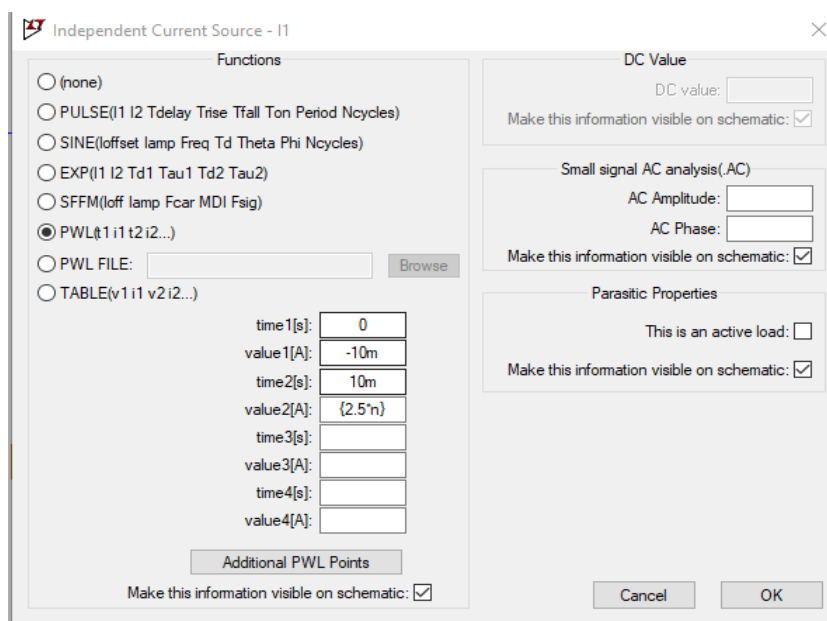 Independent Current Source - I1
Functions
(none)
PULSE(I1 I2 Tdelay Trise Tfall Ton Period Ncycles)
SINE(Ioffset Iamp Freq Td Theta Phi Ncycles)
EXP(I1 I2 Td1 Tau1 Td2 Tau2)
SFFM(Ioff Iamp Fcar MDI Fsig)
PWL(t1 i1 t2 i2...)
PWL FILE:
Browse
TABLE(v1 i1 v2 i2...)
time1[s]: 0
value1[A]: -10m
time2[s]: 10m
value2[A]: {2.5*n}
time3[s]:
value3[A]:
time4[s]:
value4[A]:
Additional PWL Points
Make this information visible on schematic:
DC Value
DC value:
Make this information visible on schematic:
Small signal AC analysis(.AC)
AC Amplitude:
AC Phase:
Make this information visible on schematic:
Parasitic Properties
This is an active load:
Make this information visible on schematic:
Cancel
OK